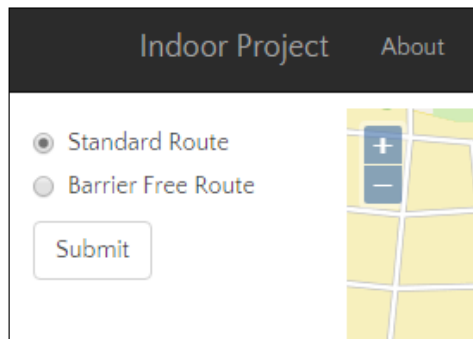 Indoor Project About
Standard Route
Barrier Free Route
Submit
+
−